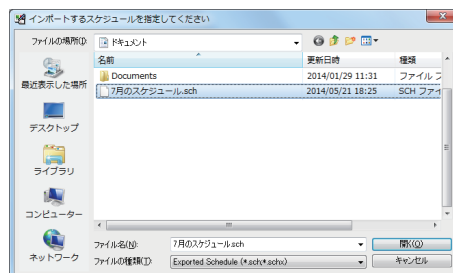 インポートするスケジュールを指定してください
ファイルの場所(I): ドキュメント
名前 更新日時 種類
Documents 2014/01/29 11:31 ファイル フ
7月のスケジュール.sch 2014/05/21 18:25 SCH ファイ
最近表示した場所
デスクトップ
ライブラリ
コンピューター
ネットワーク
ファイル名(N): 7月のスケジュール.sch 開く(O)
ファイルの種類(T): Exported Schedule (*.sch;*.schx) キャンセル